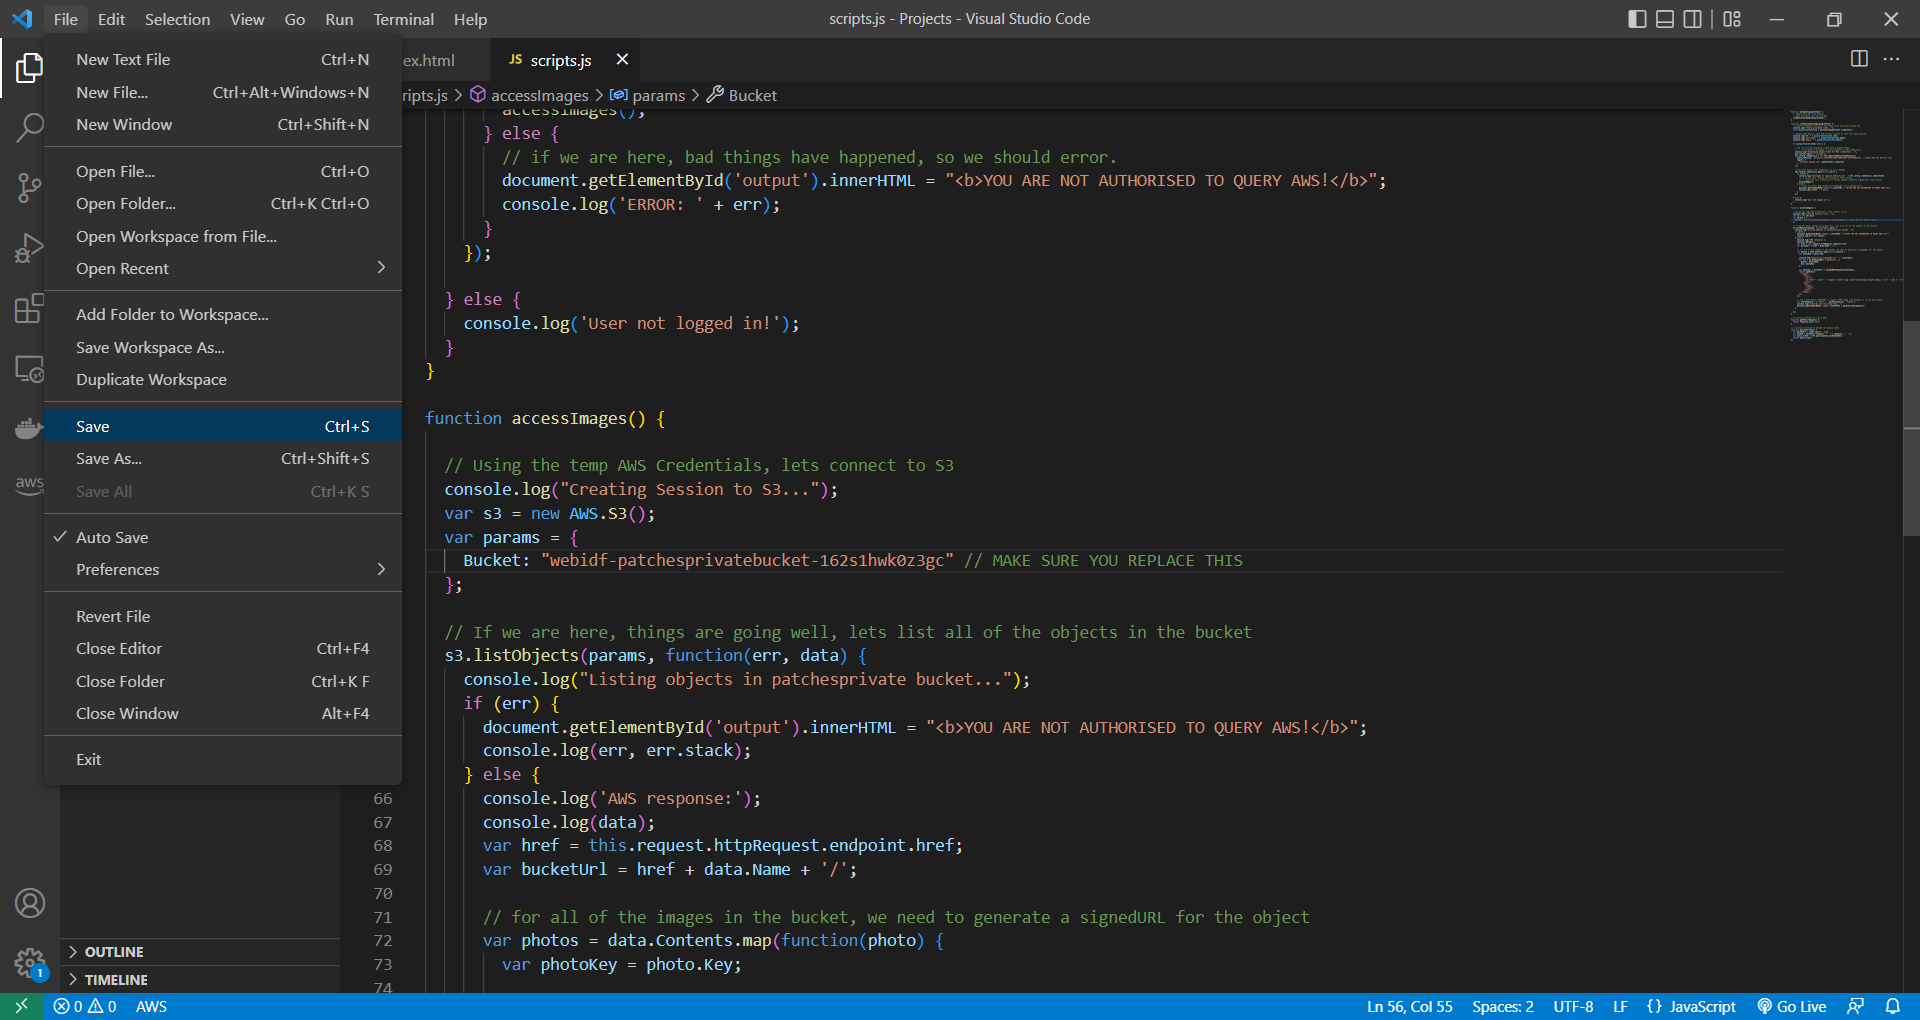 File Edit Selection View Go Run Terminal Help
scripts.js - Projects - Visual Studio Code
New Text File Ctrl+N
New File... Ctrl+Alt+Windows+N
New Window Ctrl+Shift+N
Open File... Ctrl+O
Open Folder... Ctrl+K Ctrl+O
Open Workspace from File...
Open Recent
Add Folder to Workspace...
Save Workspace As...
Duplicate Workspace
Save Ctrl+S
Save As... Ctrl+Shift+S
Save All Ctrl+K S
Auto Save
Preferences
Revert File
Close Editor Ctrl+F4
Close Folder Ctrl+K F
Close Window Alt+F4
Exit
aws
OUTLINE
TIMELINE
1
ex.html JS scripts.js
ripts.js > accessImages > params > Bucket
accessImages();
} else {
// if we are here, bad things have happened, so we should error.
document.getElementById('output').innerHTML = "<b>YOU ARE NOT AUTHORISED TO QUERY AWS!</b>";
console.log('ERROR: ' + err);
}
});
} else {
console.log('User not logged in!');
}
}
function accessImages() {
// Using the temp AWS Credentials, lets connect to S3
console.log("Creating Session to S3...");
var s3 = new AWS.S3();
var params = {
Bucket: "webidf-patchesprivatebucket-162s1hwk0z3gc" // MAKE SURE YOU REPLACE THIS
};
// If we are here, things are going well, lets list all of the objects in the bucket
s3.listObjects(params, function(err, data) {
console.log("Listing objects in patchesprivate bucket...");
if (err) {
document.getElementById('output').innerHTML = "<b>YOU ARE NOT AUTHORISED TO QUERY AWS!</b>";
console.log(err, err.stack);
} else {
66 console.log('AWS response:');
67 console.log(data);
68 var href = this.request.httpRequest.endpoint.href;
69 var bucketUrl = href + data.Name + '/';
70
71 // for all of the images in the bucket, we need to generate a signedURL for the object
72 var photos = data.Contents.map(function(photo) {
73 var photoKey = photo.Key;
74
0 0 AWS
Ln 56, Col 55 Spaces: 2 UTF-8 LF {} JavaScript Go Live